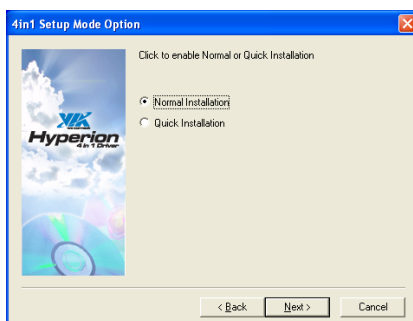 4in1 Setup Mode Option
Click to enable Normal or Quick Installation
VIA
Hyperion
4 in 1 Driver
Normal Installation
Quick Installation
< Back
Next >
Cancel